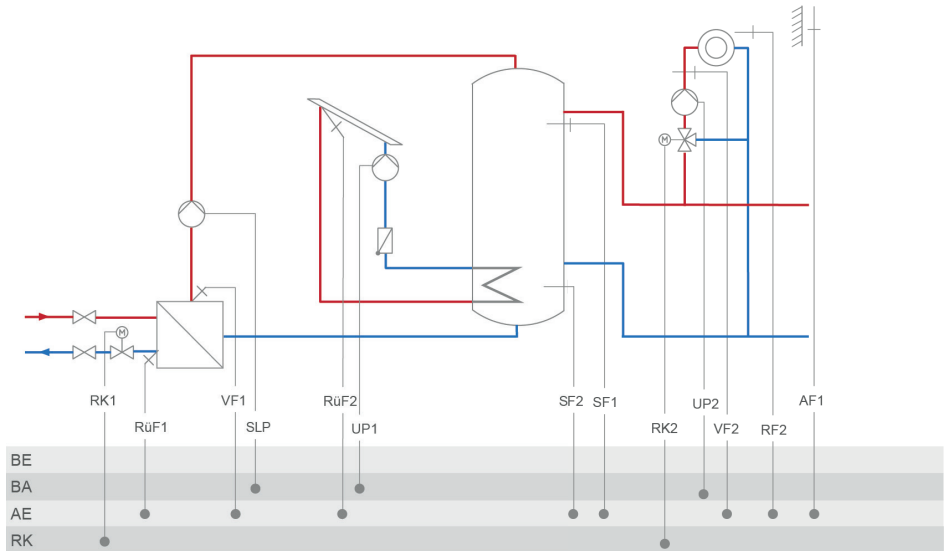 M
M
RK1
VF1
RüF2
SF2
SF1
UP2
AF1
RüF1
SLP
UP1
RK2
VF2
RF2
BE
BA
AE
RK